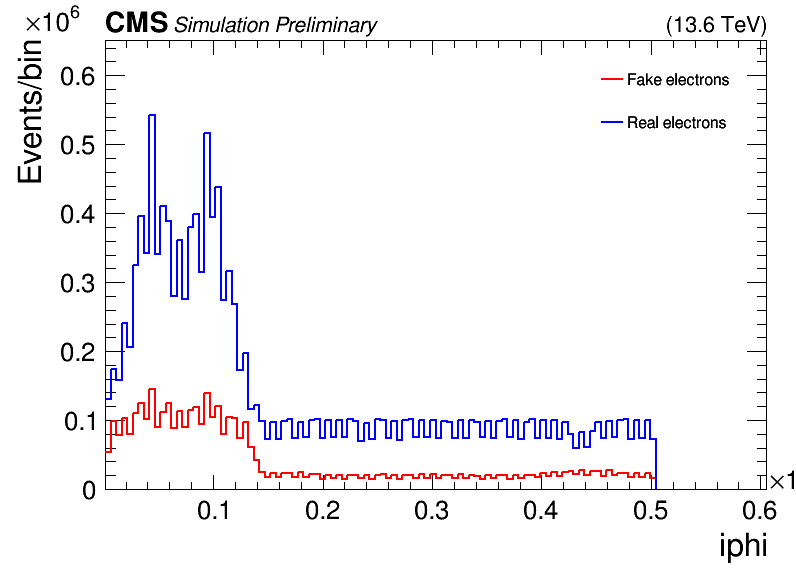 ×10⁶
CMS Simulation Preliminary (13.6 TeV)
Events/bin
Fake electrons
Real electrons
0.6
0.5
0.4
0.3
0.2
0.1
0
0.1 0.2 0.3 0.4 0.5 0.6
×1
iphi